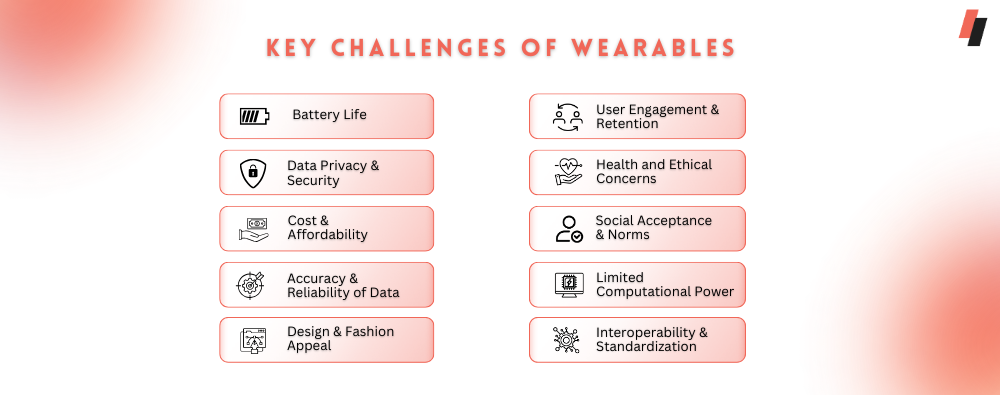 KEY CHALLENGES OF WEARABLES
Battery Life
Data Privacy &
Security
Cost &
Affordability
Accuracy &
Reliability of Data
Design & Fashion
Appeal
User Engagement &
Retention
Health and Ethical
Concerns
Social Acceptance
& Norms
Limited
Computational Power
Interoperability &
Standardization